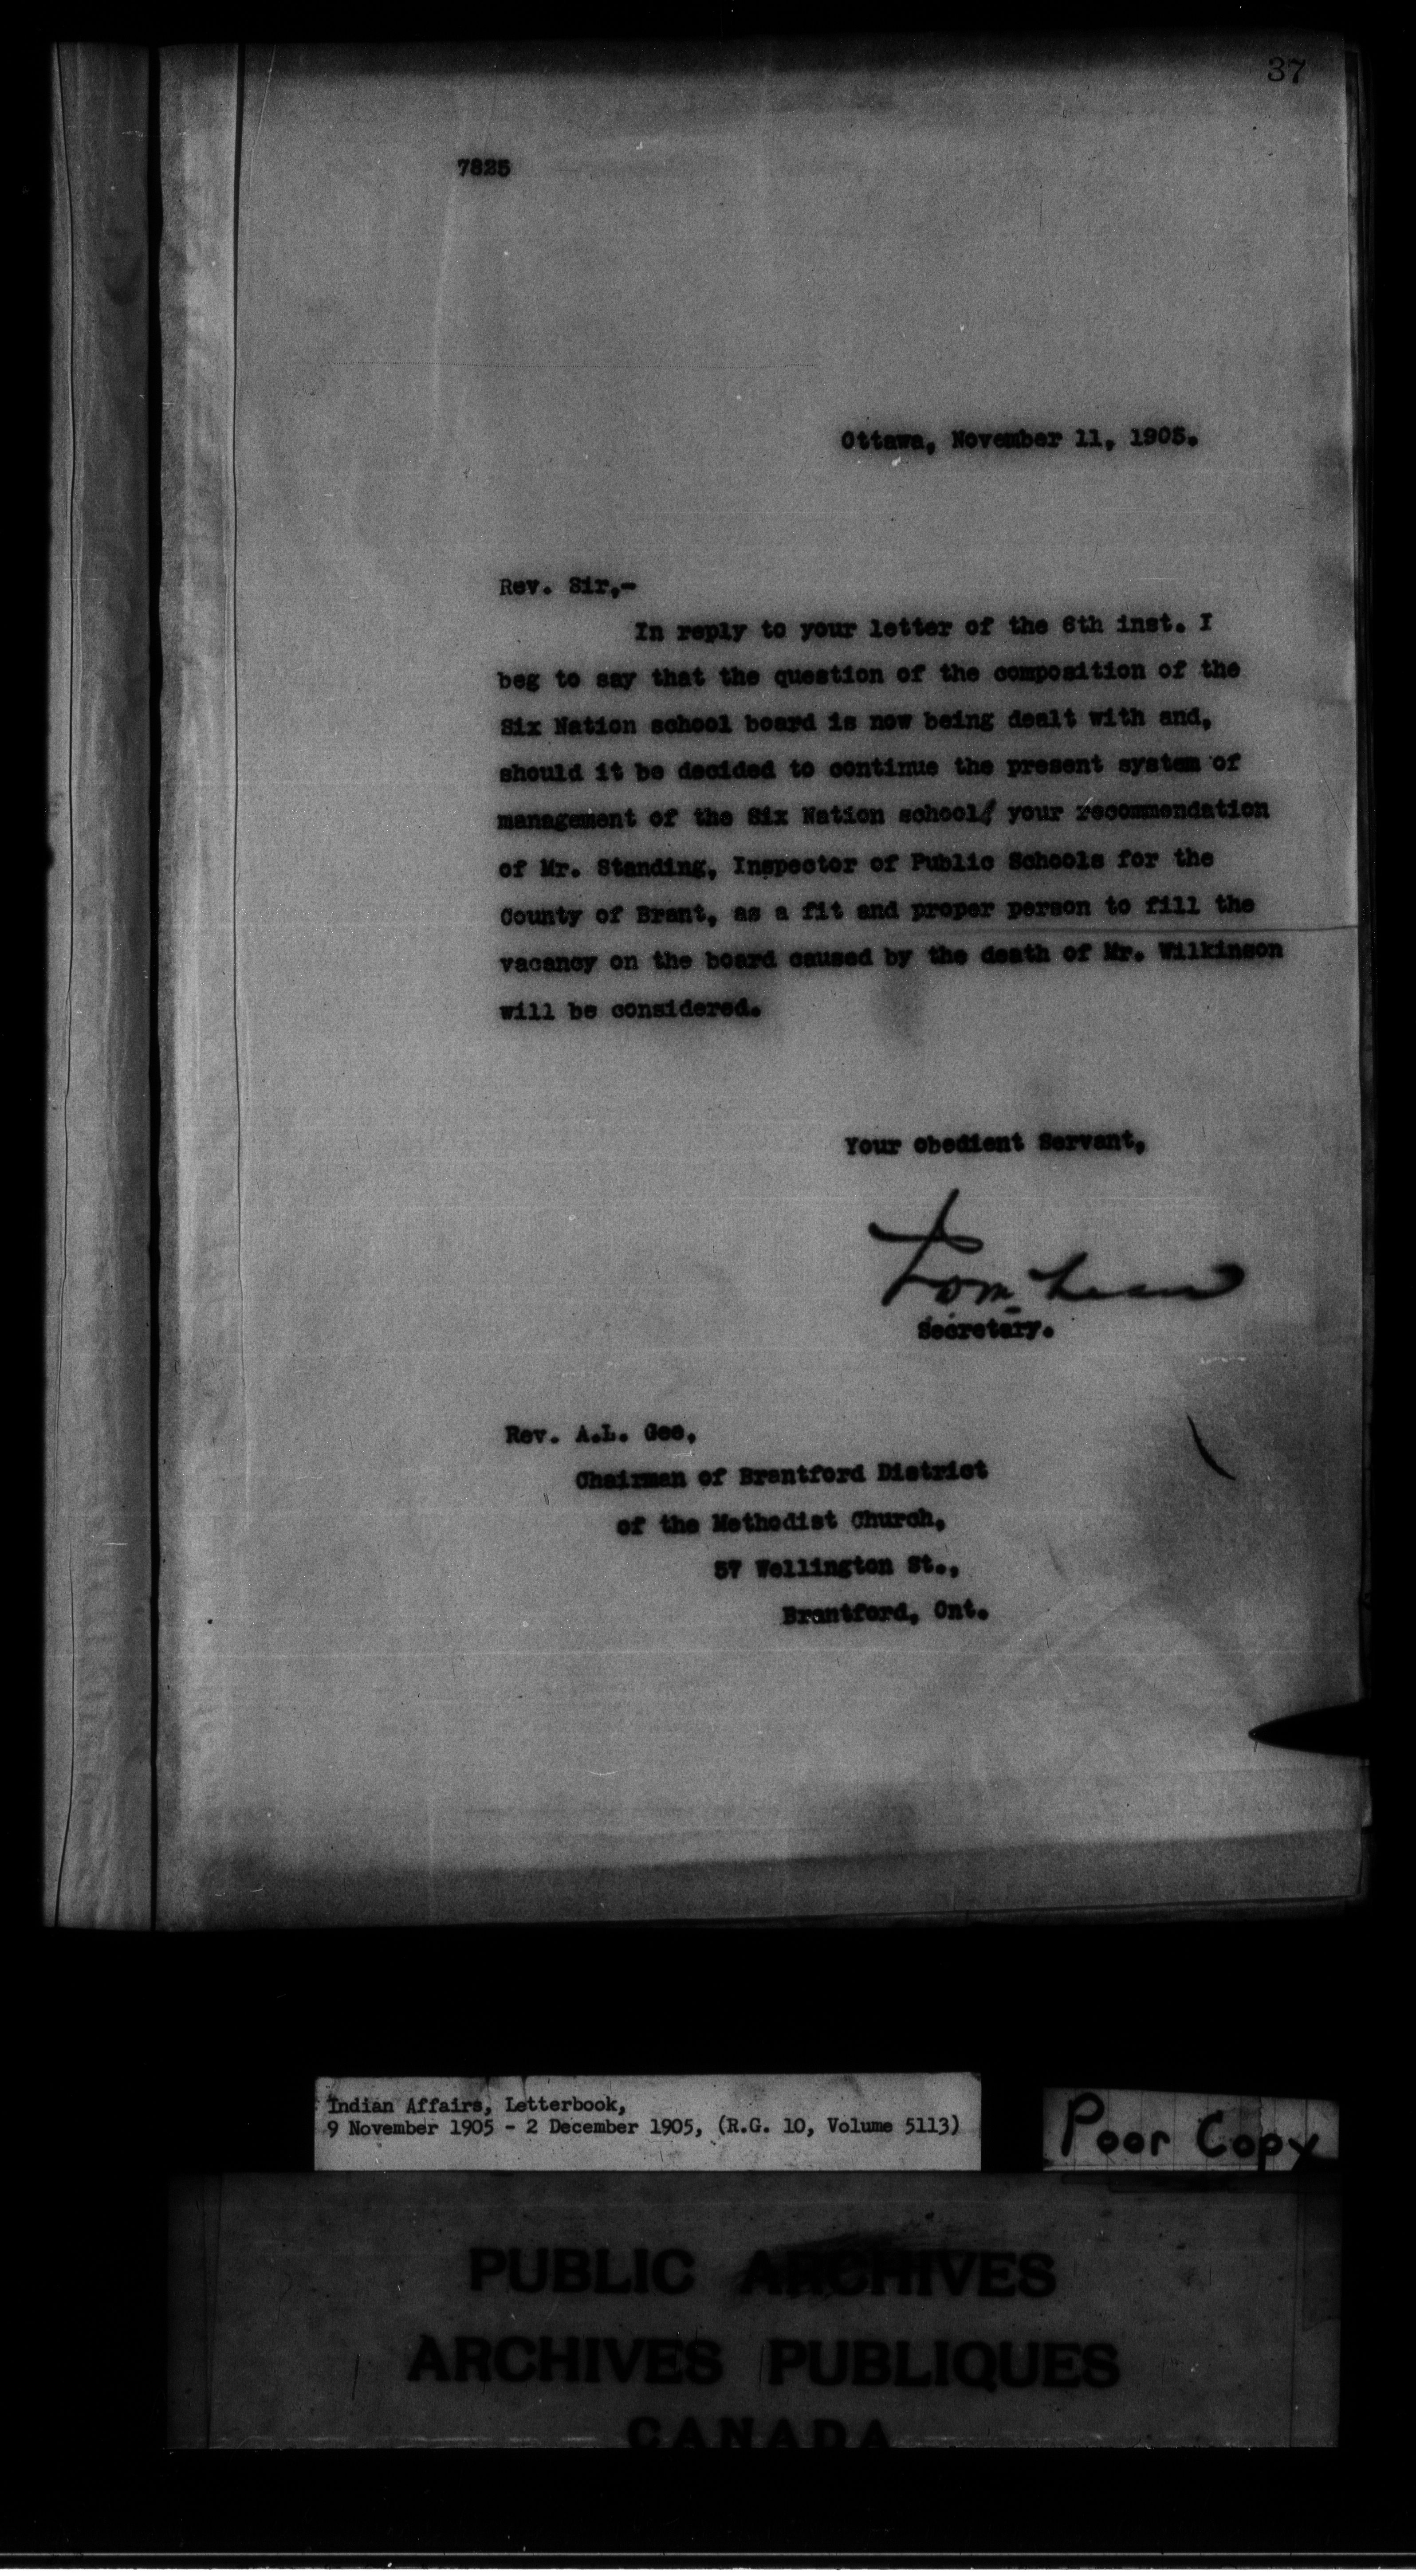 37
7825
Ottawa, November 11, 1905.
Rev. Sir,-
In reply to your letter of the 6th inst. I
beg to say that the question of the composition of the
Six Nation school board is now being dealt with and,
should it be decided to continue the present system of
management of the Six Nation schools your recommendation
of Mr. Standing, Inspector of Public Schools for the
County of Brant, as a fit and proper person to fill the
vacancy on the board caused by the death of Mr. Wilkinson
will be considered.
Your obedient Servant,
Secretary.
Rev. A.L. Gee,
Chairman of Brantford District
of the Methodist Church,
57 Wellington St.,
Brantford, Ont.
Indian Affairs, Letterbook,
9 November 1905 - 2 December 1905, (R.G. 10, Volume 5113)
Poor Copy
PUBLIC ARCHIVES
ARCHIVES PUBLIQUES
CANADA